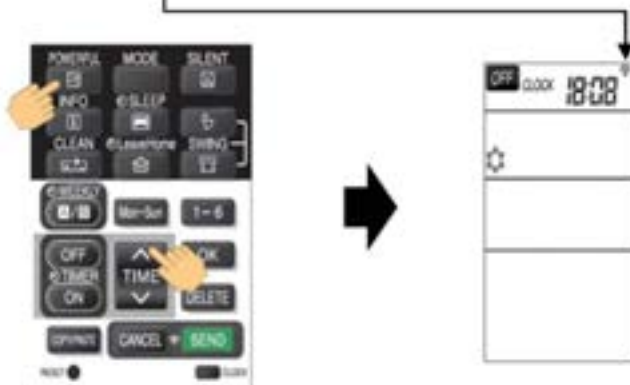 POWERFUL MODE SILENT
INFO SLEEP
CLEAN LeaveHome SWING
WEEKLY
A/B Mon-Sun 1-6
OFF OK
TIMER TIME
ON DELETE
COPY/PASTE CANCEL SEND
RESET CLOCK
OFF CLOCK 18:08